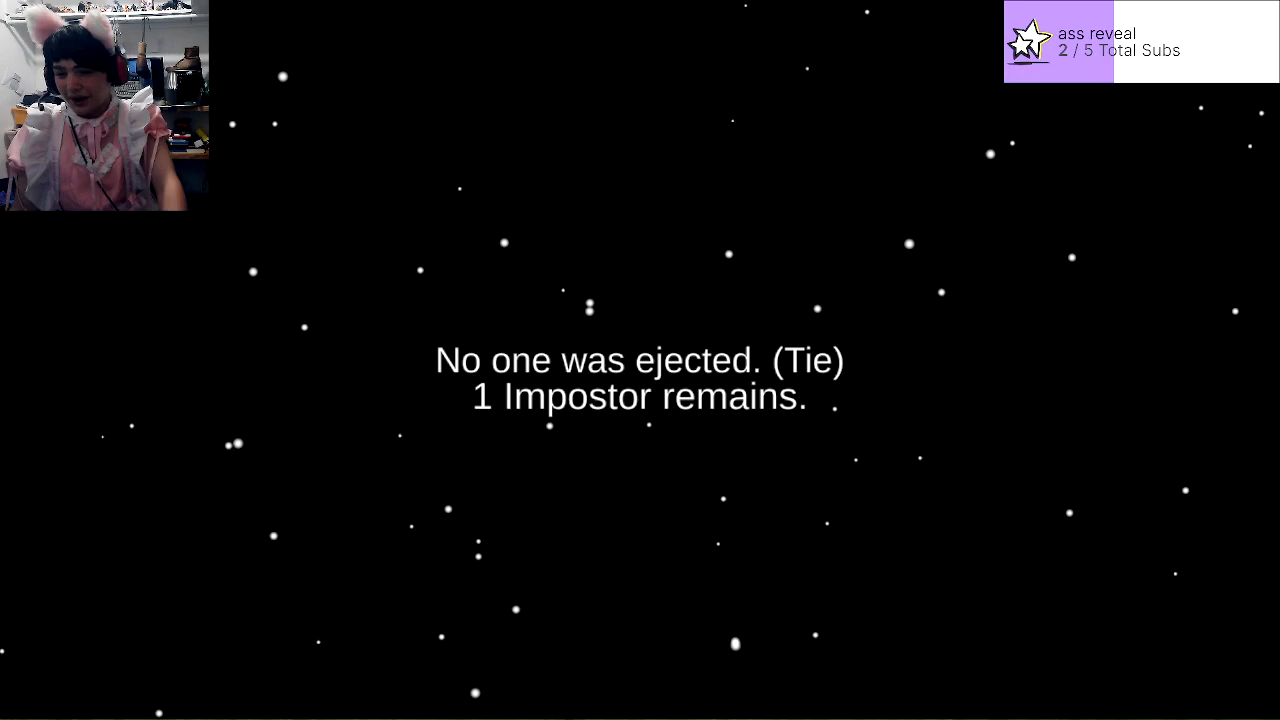 ass reveal
2 / 5 Total Subs
No one was ejected. (Tie)
1 Impostor remains.